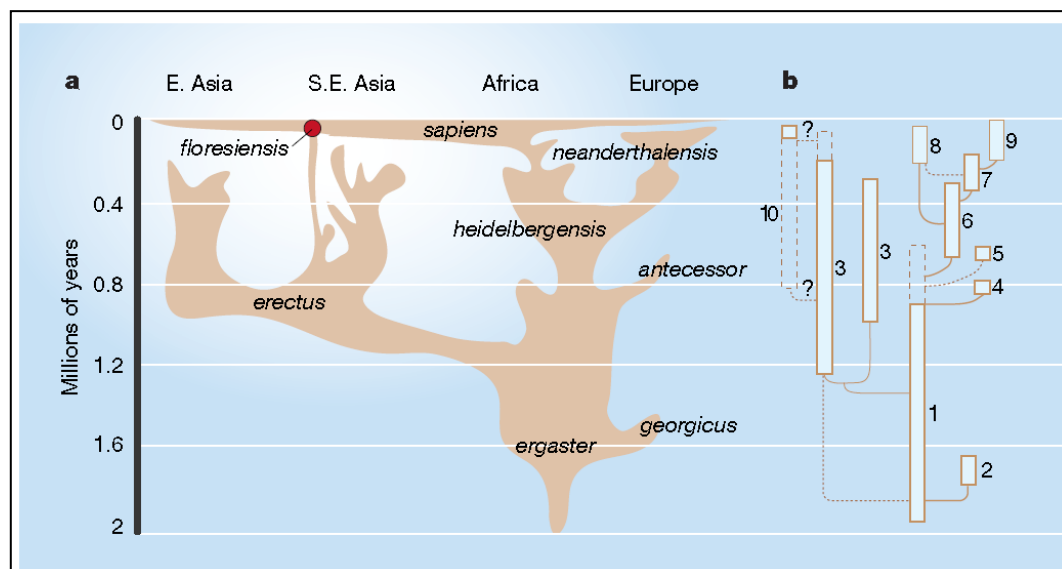 a
E. Asia
S.E. Asia
Africa
Europe
b
Millions of years
0
0.4
0.8
1.2
1.6
2
sapiens
floresiensis
neanderthalensis
heidelbergensis
antecessor
erectus
georgicus
ergaster
?
8
9
7
10
6
3
3
5
?
4
1
2